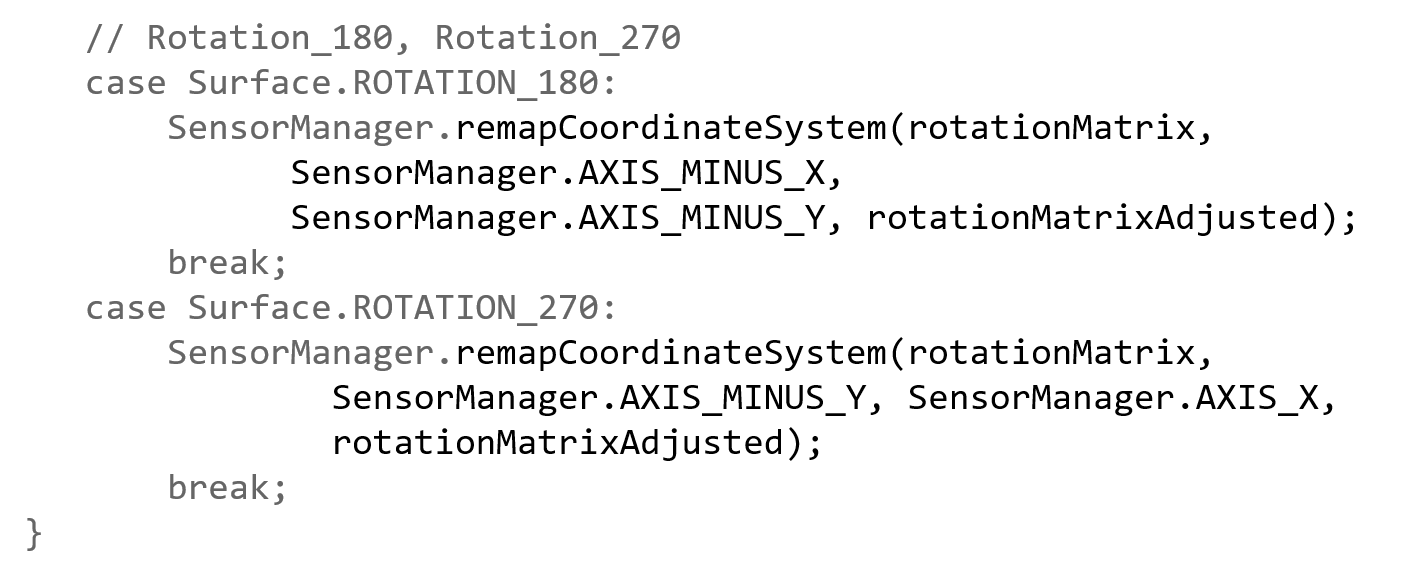 // Rotation_180, Rotation_270
case Surface.ROTATION_180:
SensorManager.remapCoordinateSystem(rotationMatrix,
SensorManager.AXIS_MINUS_X,
SensorManager.AXIS_MINUS_Y, rotationMatrixAdjusted);
break;
case Surface.ROTATION_270:
SensorManager.remapCoordinateSystem(rotationMatrix,
SensorManager.AXIS_MINUS_Y, SensorManager.AXIS_X,
rotationMatrixAdjusted);
break;
}